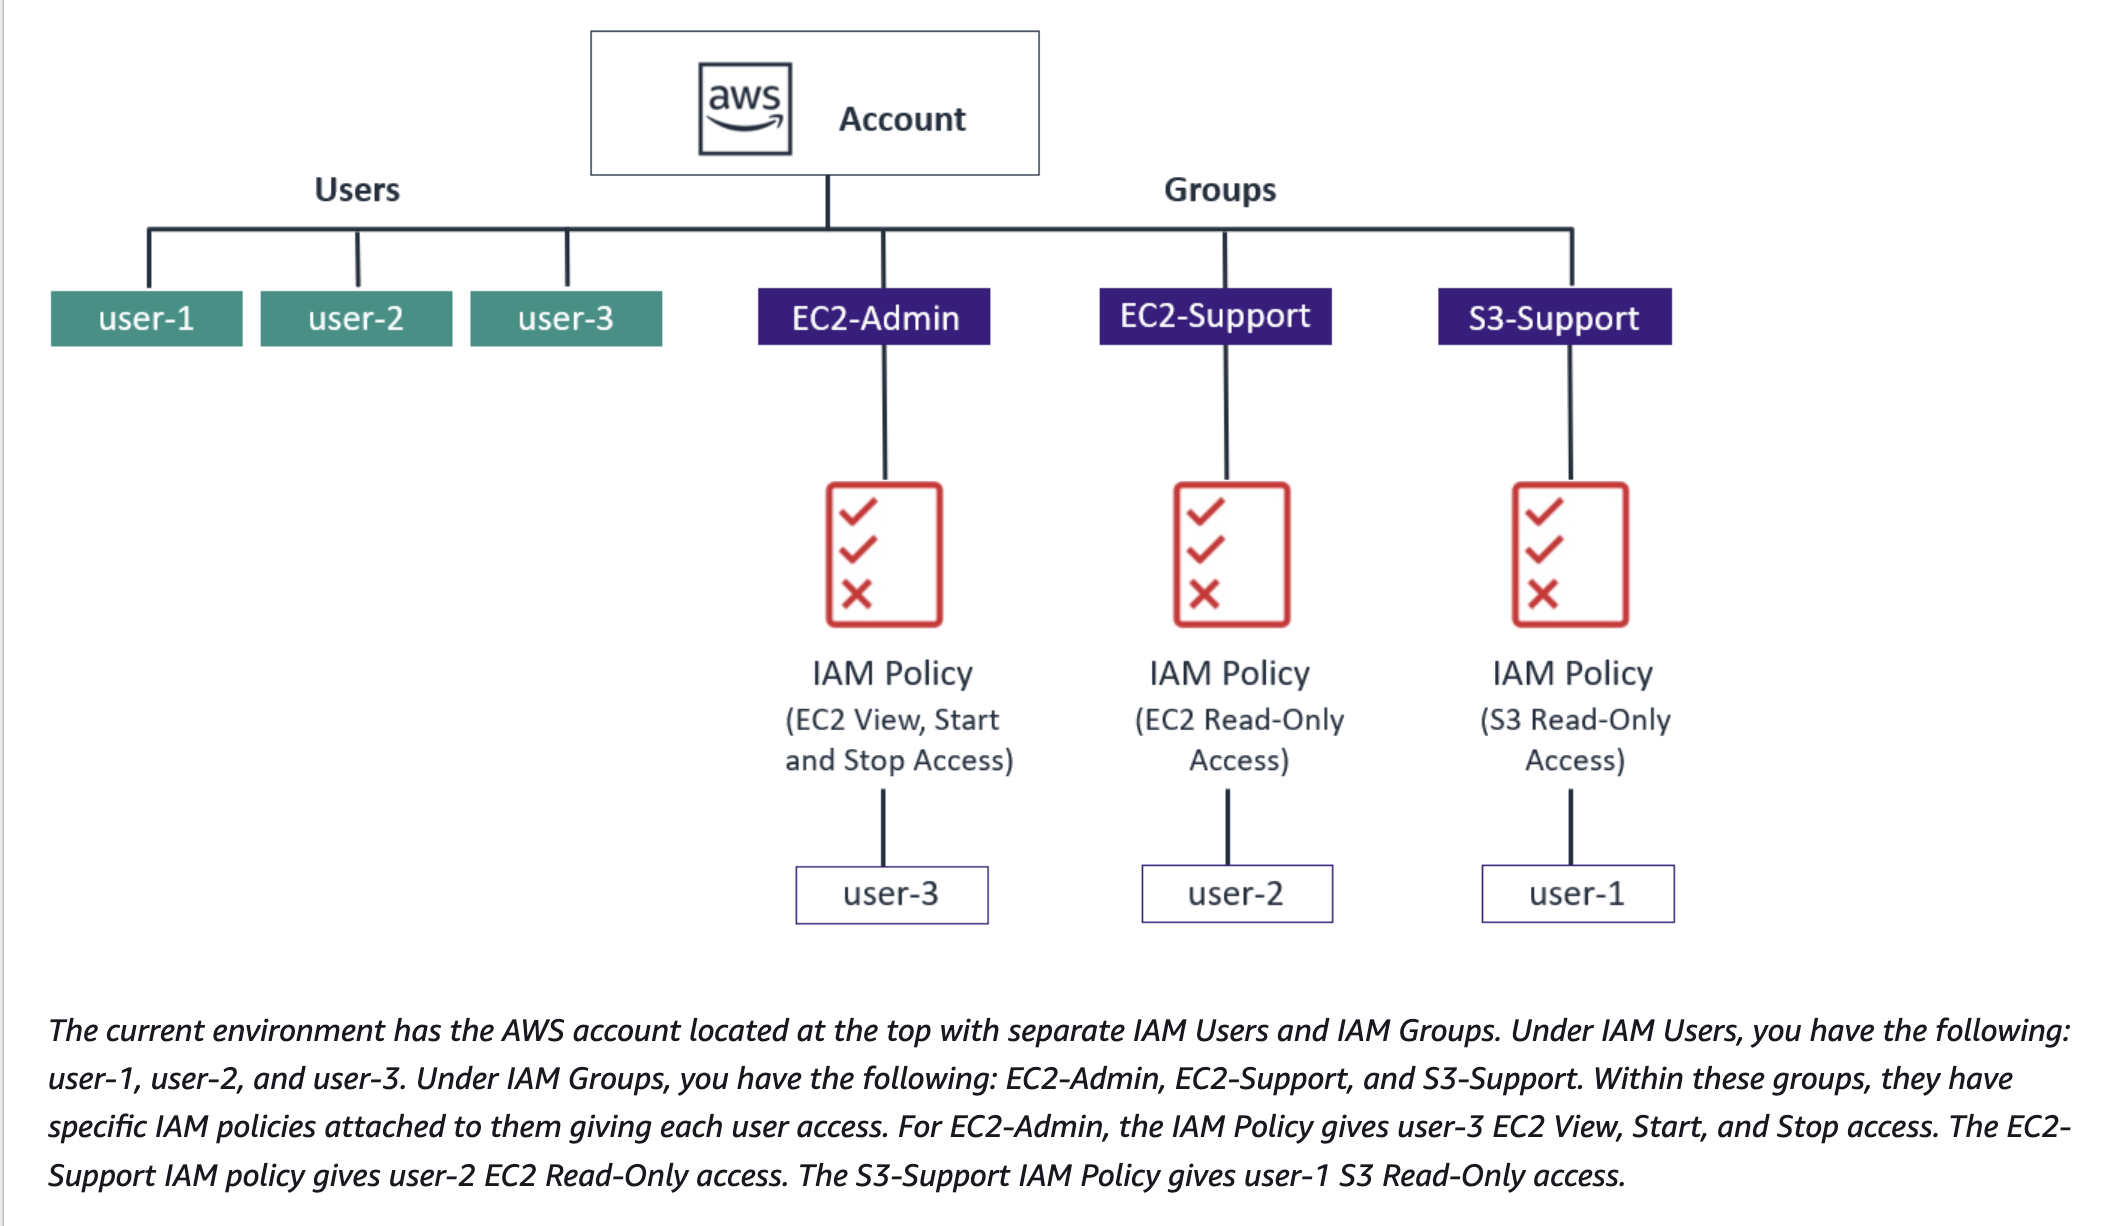 aws
Account
Users
Groups
user-1
user-2
user-3
EC2-Admin
EC2-Support
S3-Support
IAM Policy
(EC2 View, Start
and Stop Access)
IAM Policy
(EC2 Read-Only
Access)
IAM Policy
(S3 Read-Only
Access)
user-3
user-2
user-1
The current environment has the AWS account located at the top with separate IAM Users and IAM Groups. Under IAM Users, you have the following:
user-1, user-2, and user-3. Under IAM Groups, you have the following: EC2-Admin, EC2-Support, and S3-Support. Within these groups, they have
specific IAM policies attached to them giving each user access. For EC2-Admin, the IAM Policy gives user-3 EC2 View, Start, and Stop access. The EC2-
Support IAM policy gives user-2 EC2 Read-Only access. The S3-Support IAM Policy gives user-1 S3 Read-Only access.